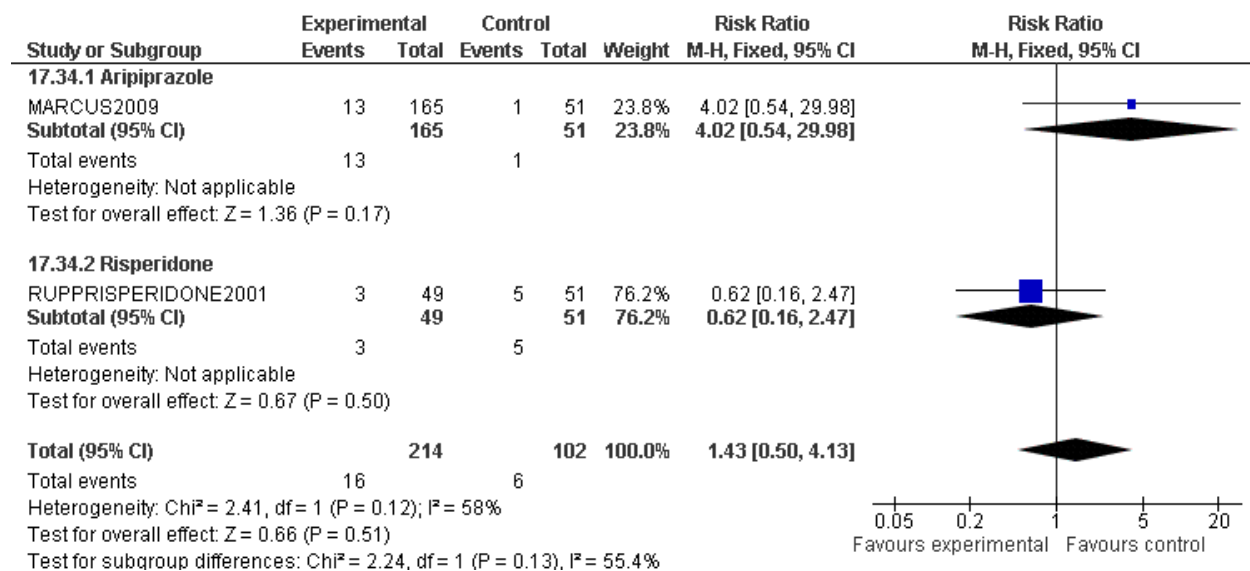 Experimental Control Risk Ratio Risk Ratio
Study or Subgroup Events Total Events Total Weight M-H, Fixed, 95% CI M-H, Fixed, 95% CI
17.34.1 Aripiprazole
MARCUS2009 13 165 1 51 23.8% 4.02 [0.54, 29.98]
Subtotal (95% CI) 165 51 23.8% 4.02 [0.54, 29.98]
Total events 13 1
Heterogeneity: Not applicable
Test for overall effect: Z = 1.36 (P = 0.17)
17.34.2 Risperidone
RUPPRISPERIDONE2001 3 49 5 51 76.2% 0.62 [0.16, 2.47]
Subtotal (95% CI) 49 51 76.2% 0.62 [0.16, 2.47]
Total events 3 5
Heterogeneity: Not applicable
Test for overall effect: Z = 0.67 (P = 0.50)
Total (95% CI) 214 102 100.0% 1.43 [0.50, 4.13]
Total events 16 6
Heterogeneity: Chi² = 2.41, df = 1 (P = 0.12); I² = 58%
Test for overall effect: Z = 0.66 (P = 0.51)
Test for subgroup differences: Chi² = 2.24, df = 1 (P = 0.13), I² = 55.4%
0.05 0.2 1 5 20
Favours experimental Favours control